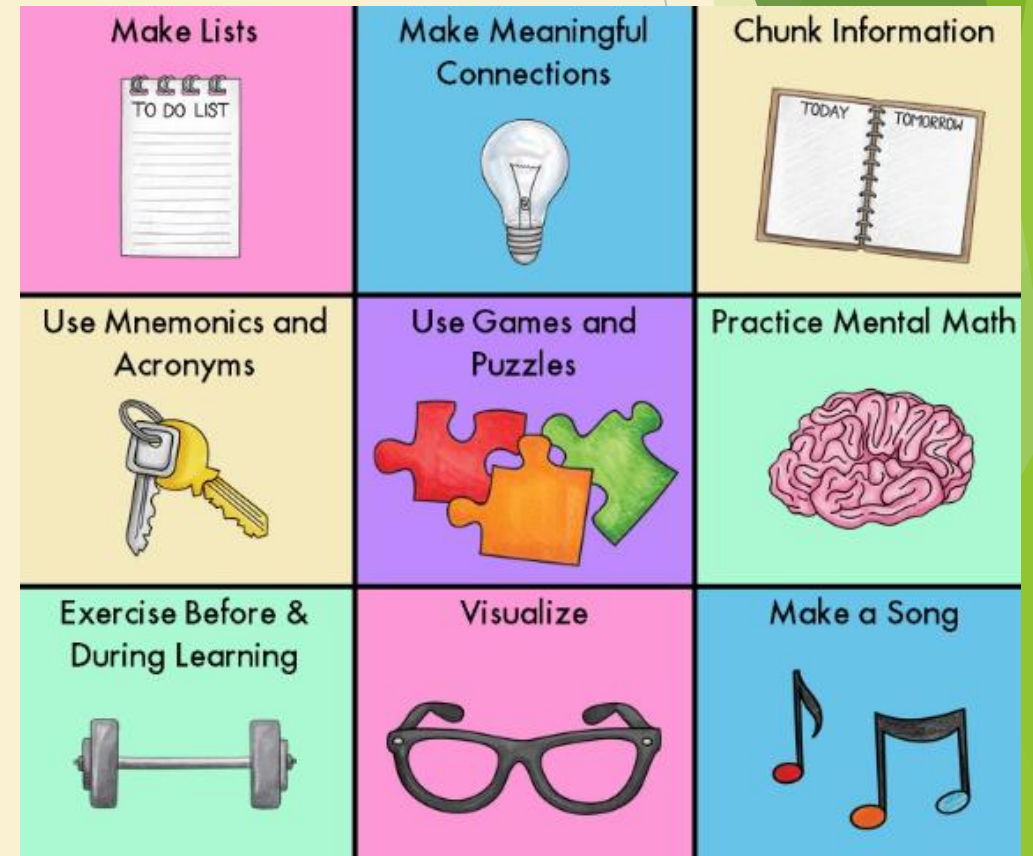 Make Lists
TO DO LIST
Make Meaningful
Connections
Chunk Information
TODAY
TOMORROW
Use Mnemonics and
Acronyms
Use Games and
Puzzles
Practice Mental Math
Exercise Before &
During Learning
Visualize
Make a Song